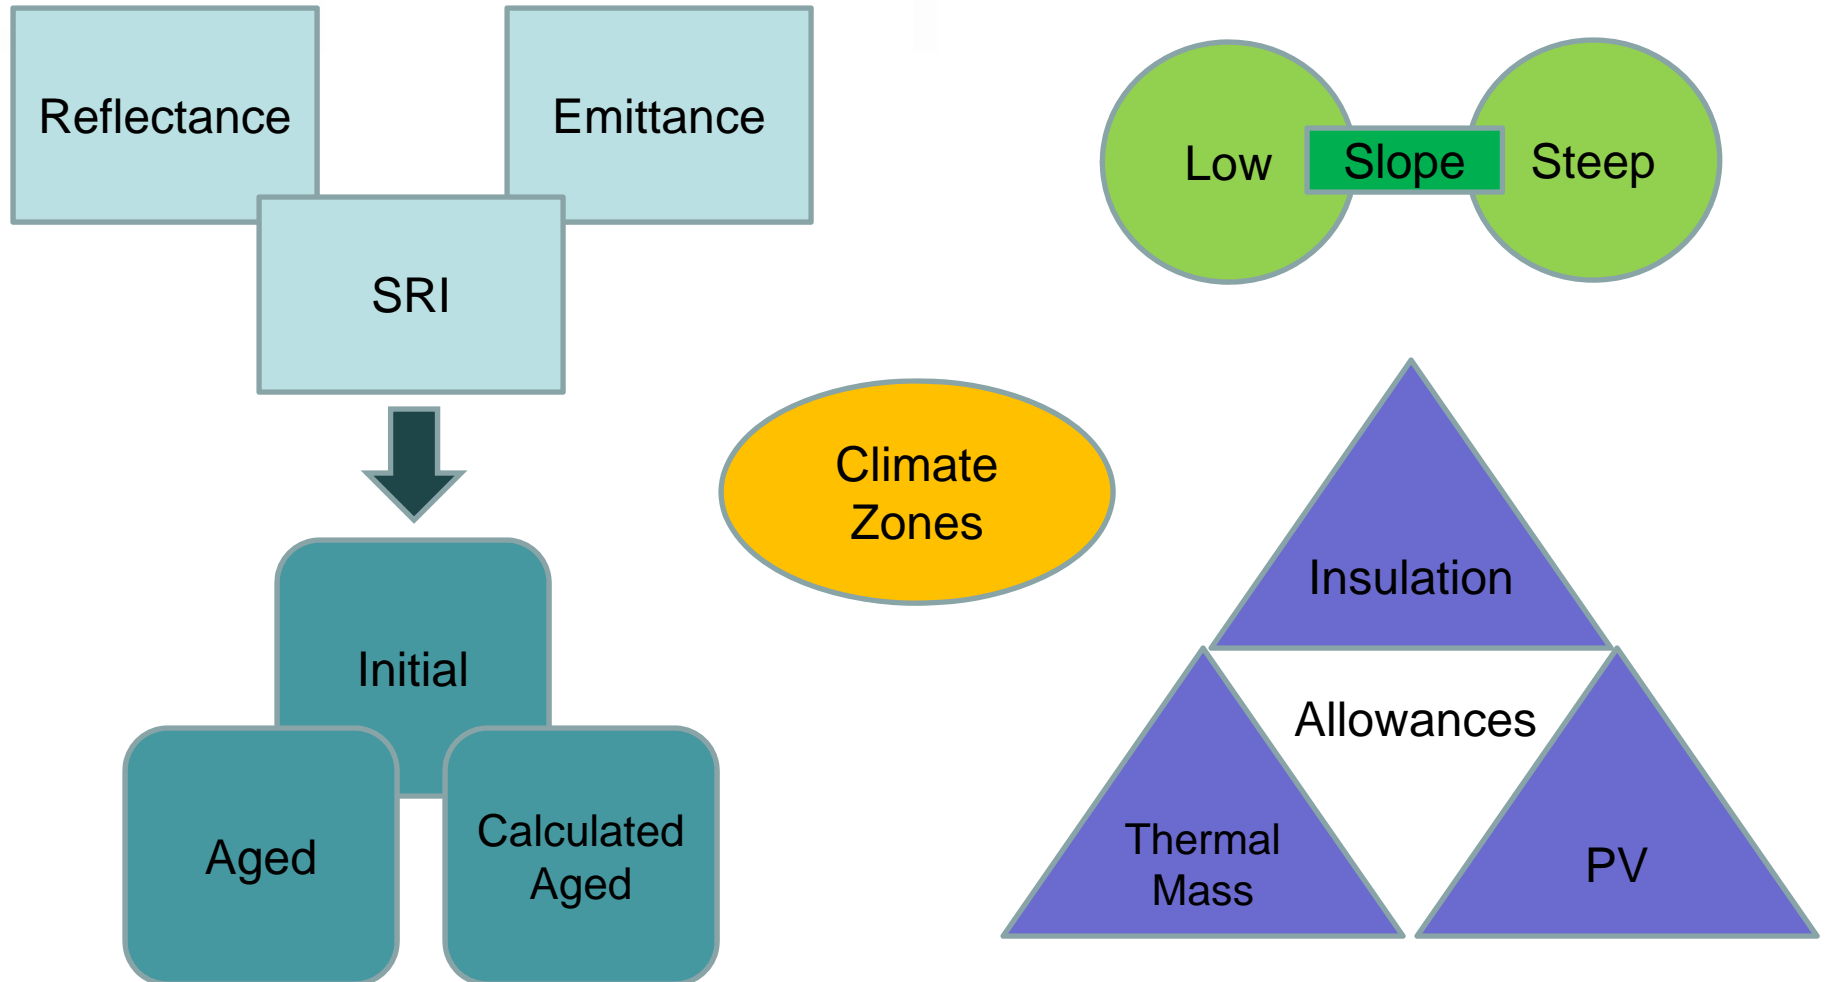 Reflectance
Emittance
SRI
Low
Slope
Steep
Climate
Zones
Insulation
Allowances
Thermal
Mass
PV
Initial
Aged
Calculated
Aged